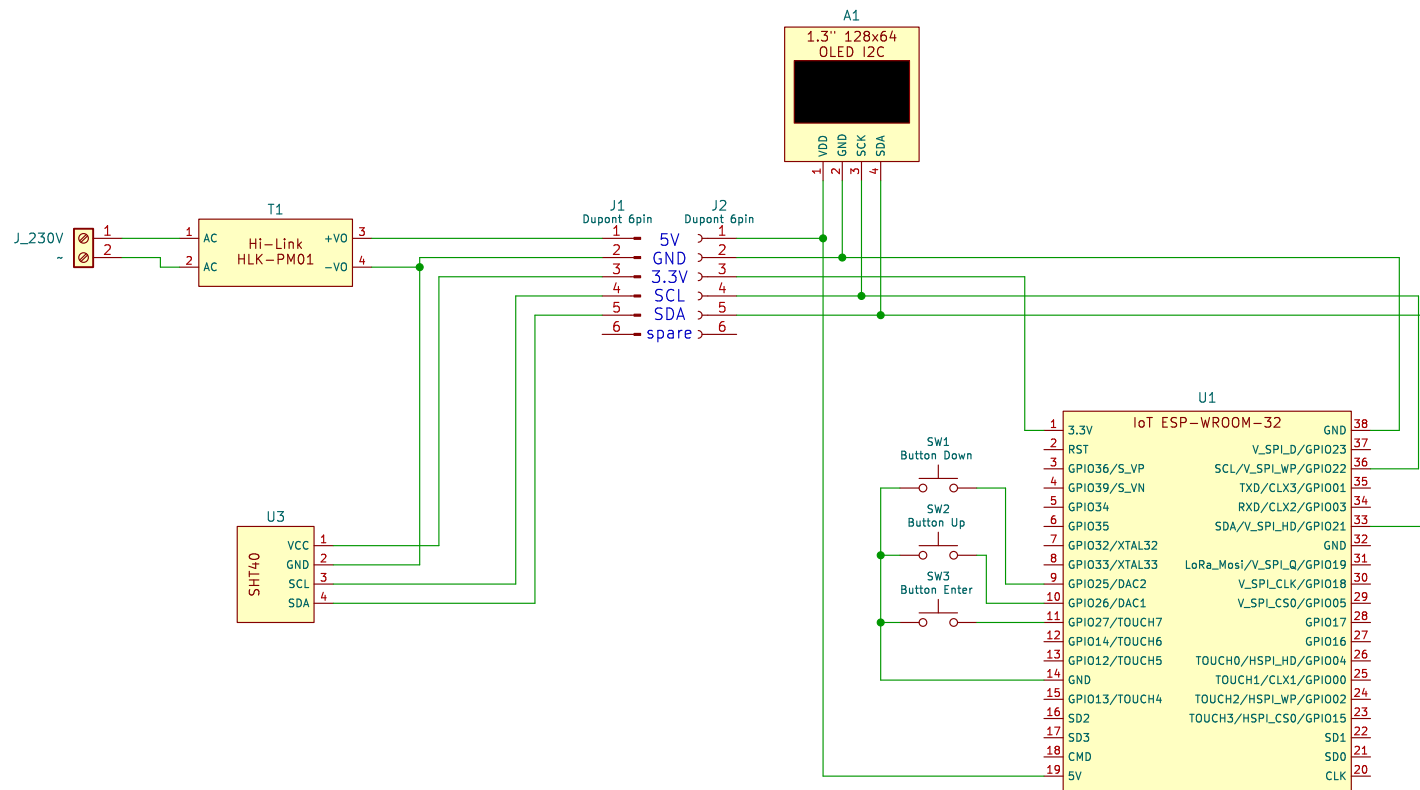 A1
1.3" 128x64
OLED I2C
VDD
GND
SCK
SDA
1
2
3
4
J_230V
~
1
2
T1
Hi-Link
HLK-PM01
1 AC
2 AC
+VO 3
-VO 4
J1
Dupont 6pin
J2
Dupont 6pin
1 5V 1
2 GND 2
3 3.3V 3
4 SCL 4
5 SDA 5
6 spare 6
U3
SHT40
VCC 1
GND 2
SCL 3
SDA 4
SW1
Button Down
SW2
Button Up
SW3
Button Enter
U1
IoT ESP-WROOM-32
1 3.3V
2 RST
3 GPIO36/S_VP
4 GPIO39/S_VN
5 GPIO34
6 GPIO35
7 GPIO32/XTAL32
8 GPIO33/XTAL33
9 GPIO25/DAC2
10 GPIO26/DAC1
11 GPIO27/TOUCH7
12 GPIO14/TOUCH6
13 GPIO12/TOUCH5
14 GND
15 GPIO13/TOUCH4
16 SD2
17 SD3
18 CMD
19 5V
GND 38
V_SPI_D/GPIO23 37
SCL/V_SPI_WP/GPIO22 36
TXD/CLX3/GPIO01 35
RXD/CLX2/GPIO03 34
SDA/V_SPI_HD/GPIO21 33
GND 32
LoRa_Mosi/V_SPI_Q/GPIO19 31
V_SPI_CLK/GPIO18 30
V_SPI_CS0/GPIO05 29
GPIO17 28
GPIO16 27
TOUCH0/HSPI_HD/GPIO04 26
TOUCH1/CLX1/GPIO00 25
TOUCH2/HSPI_WP/GPIO02 24
TOUCH3/HSPI_CS0/GPIO15 23
SD1 22
SD0 21
CLK 20